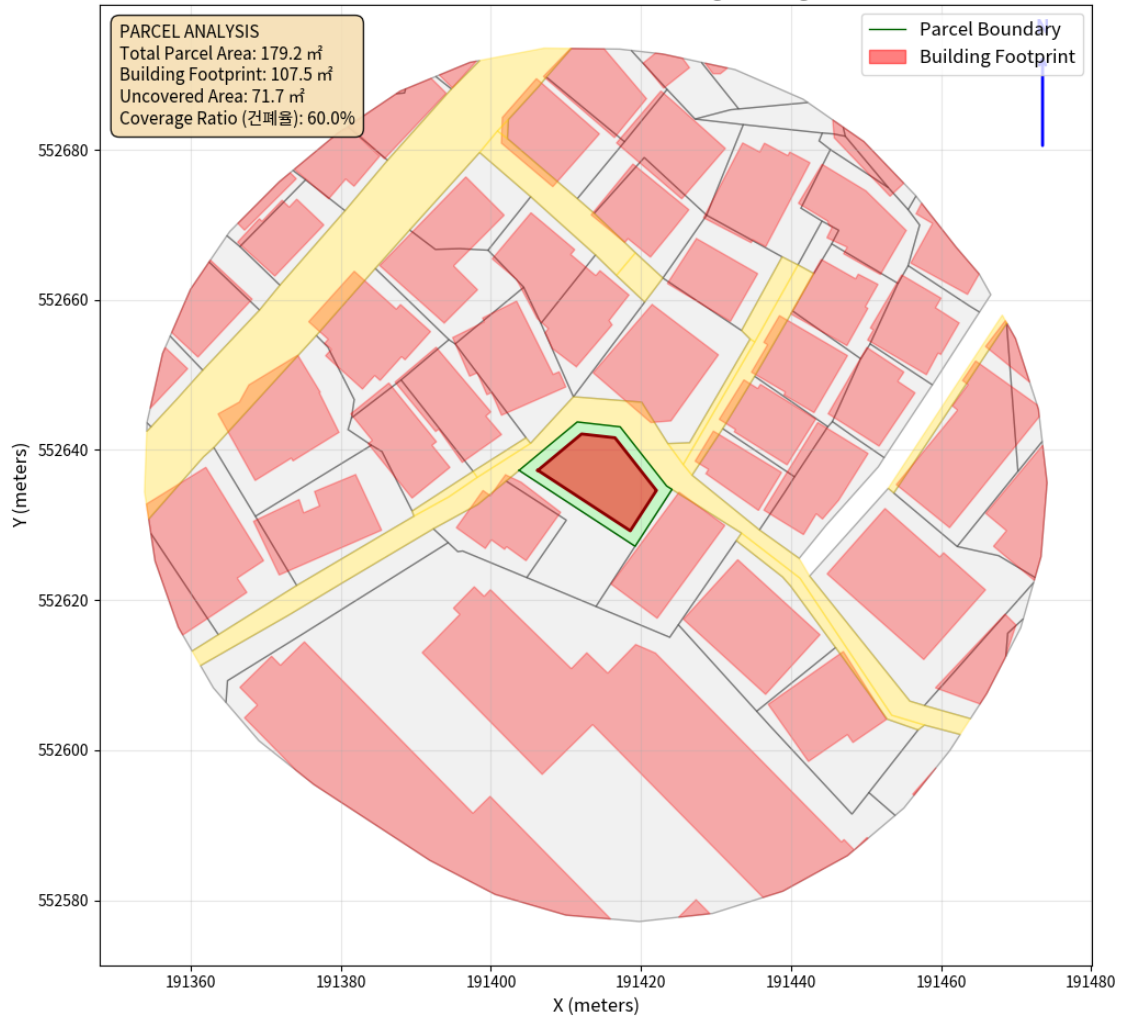 PARCEL ANALYSIS
Total Parcel Area: 179.2 ㎡
Building Footprint: 107.5 ㎡
Uncovered Area: 71.7 ㎡
Coverage Ratio (건폐율): 60.0%
Parcel Boundary
Building Footprint
N
552680
552660
552640
552620
552600
552580
Y (meters)
191360
191380
191400
191420
191440
191460
191480
X (meters)